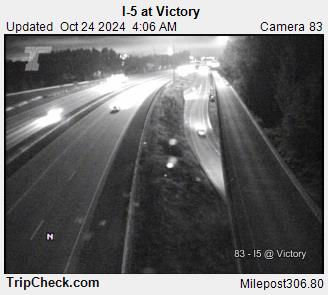 I-5 at Victory
Updated Oct 24 2024 4:06 AM Camera 83
T
N
83 - I5 @ Victory
TripCheck.com Milepost306.80